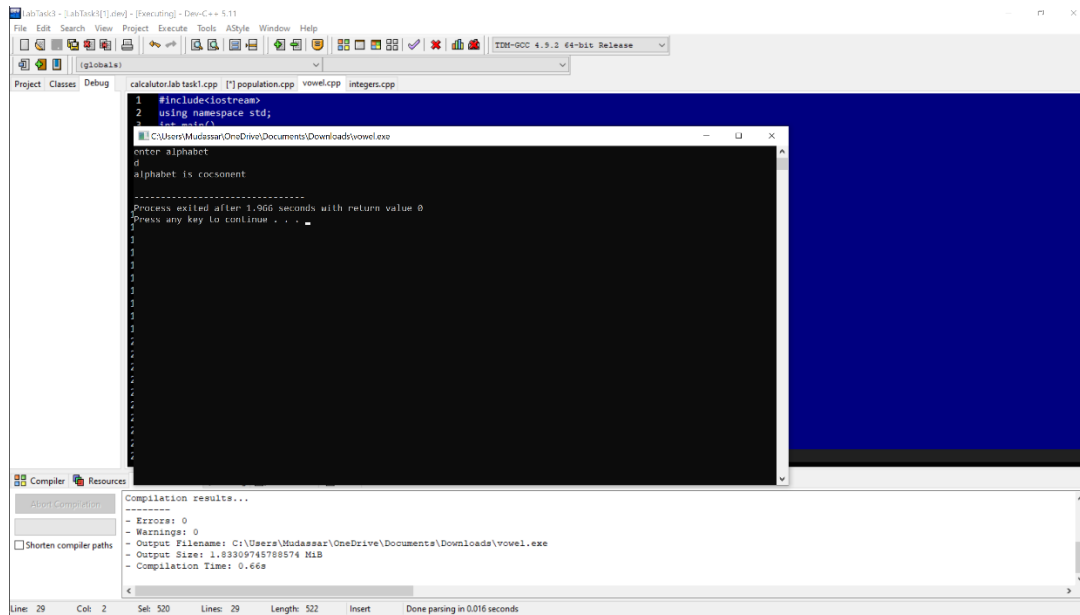 LabTask3 - [LabTask3[1].dev] - [Executing] - Dev-C++ 5.11
File Edit Search View Project Execute Tools AStyle Window Help
TDM-GCC 4.9.2 64-bit Release
(globals)
Project Classes Debug
calcalutor.lab task1.cpp [*] population.cpp vowel.cpp integers.cpp
1 #include<iostream>
2 using namespace std;
3 int main()
C:\Users\Mudassar\OneDrive\Documents\Downloads\vowel.exe
enter alphabet
d
alphabet is cocsonent
--------------------------------
Process exited after 1.966 seconds with return value 0
Press any key to continue . . .
Compiler Resources
Abort Compilation
Shorten compiler paths
Compilation results...
--------
- Errors: 0
- Warnings: 0
- Output Filename: C:\Users\Mudassar\OneDrive\Documents\Downloads\vowel.exe
- Output Size: 1.83309745788574 MiB
- Compilation Time: 0.66s
Line: 29 Col: 2 Sel: 520 Lines: 29 Length: 522 Insert Done parsing in 0.016 seconds